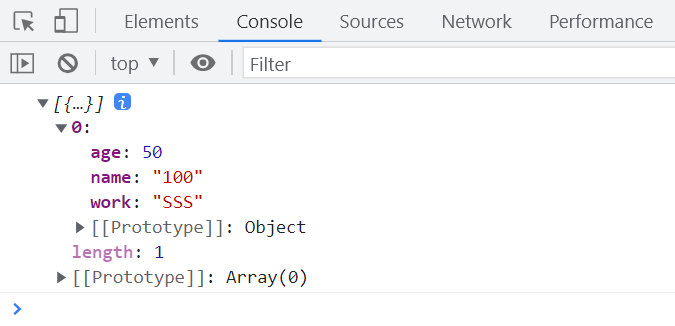 Elements Console Sources Network Performance
top ▼ Filter
▼[{…}] i
▼0:
age: 50
name: "100"
work: "SSS"
▶[[Prototype]]: Object
length: 1
▶[[Prototype]]: Array(0)
>